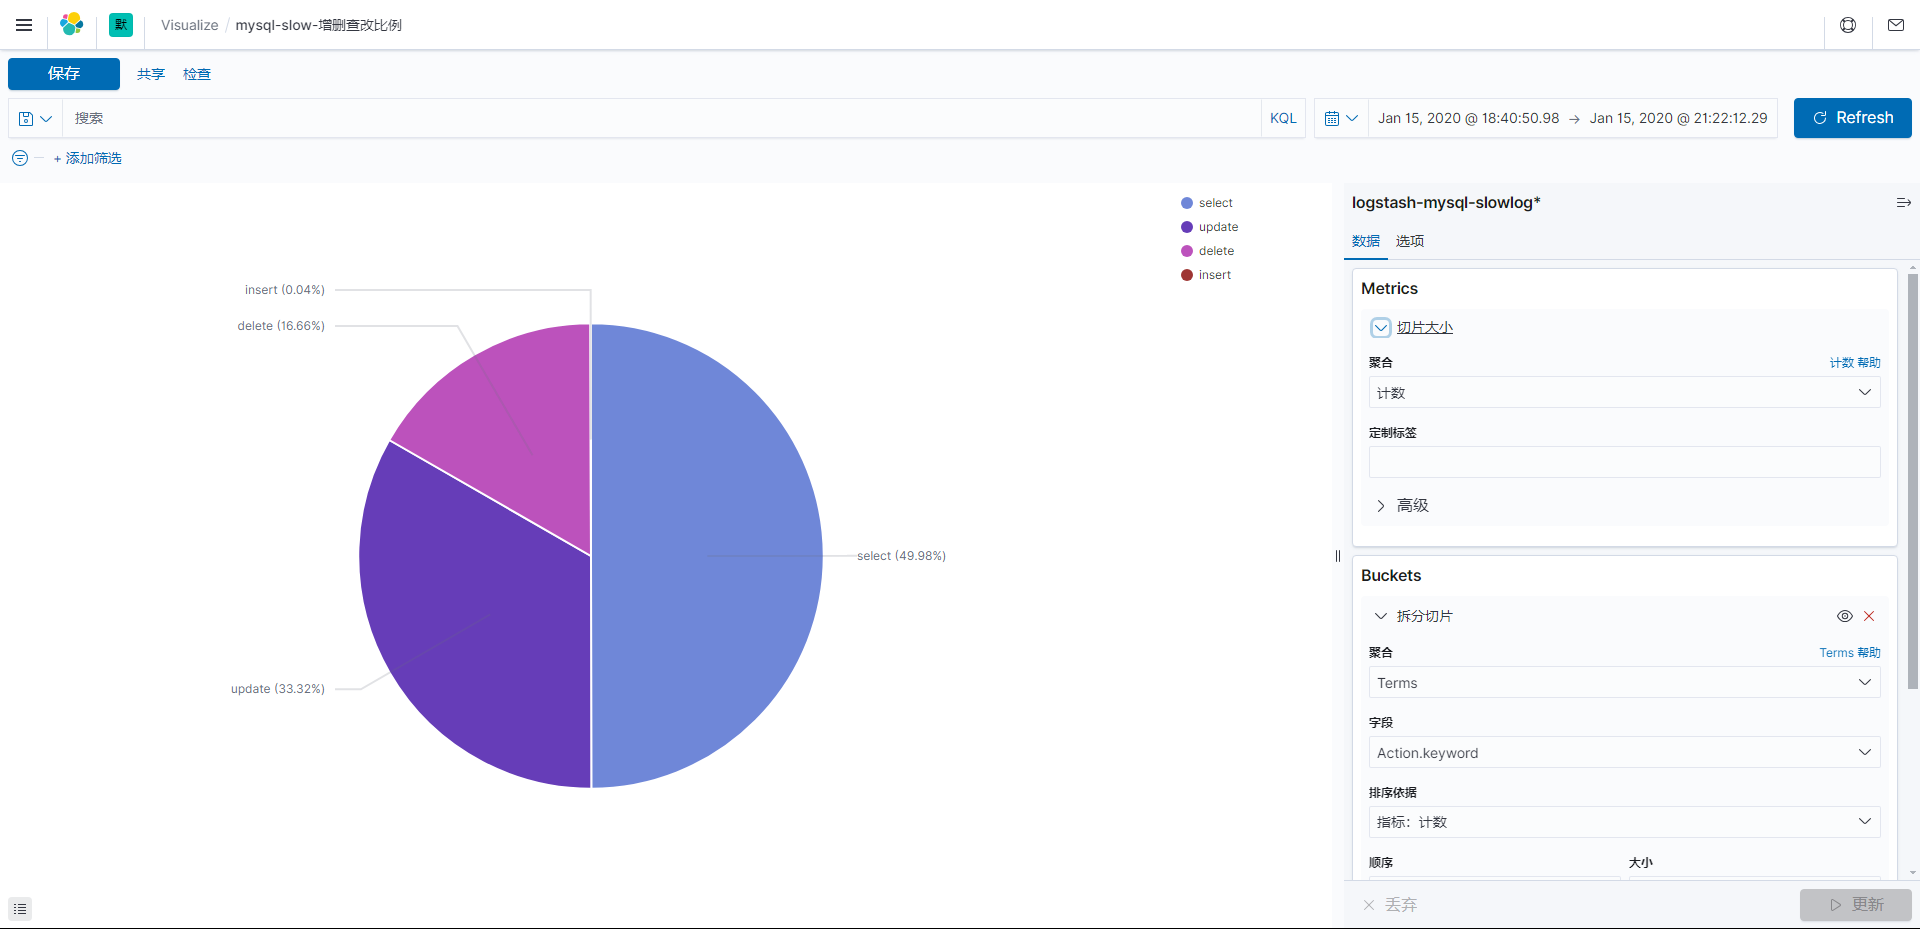 默 Visualize / mysql-slow-增删查改比例
保存 共享 检查
搜索 KQL Jan 15, 2020 @ 18:40:50.98 → Jan 15, 2020 @ 21:22:12.29 Refresh
+ 添加筛选
select
update
delete
insert
insert (0.04%)
delete (16.66%)
select (49.98%)
update (33.32%)
logstash-mysql-slowlog*
数据 选项
Metrics
切片大小
聚合 计数 帮助
计数
定制标签
高级
Buckets
拆分切片
聚合 Terms 帮助
Terms
字段
Action.keyword
排序依据
指标：计数
顺序 大小
丢弃 更新